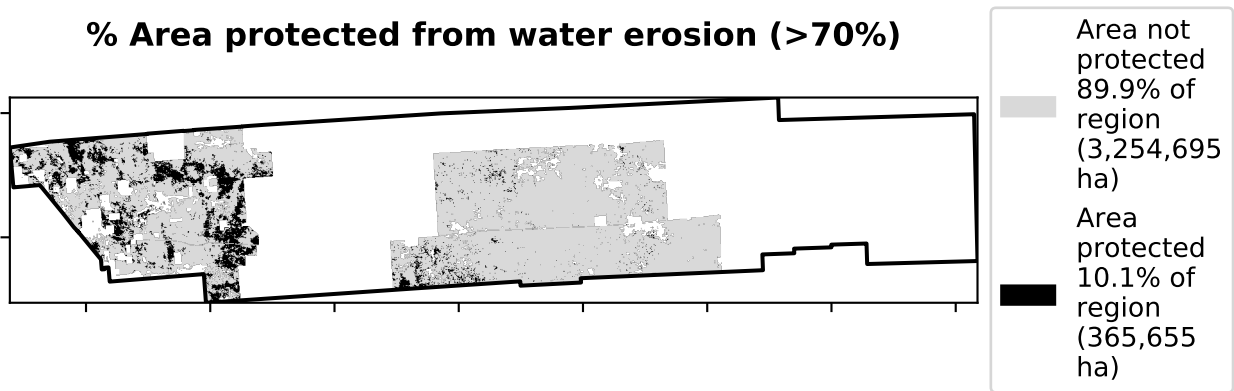 % Area protected from water erosion (>70%)
Area not
protected
89.9% of
region
(3,254,695
ha)
Area
protected
10.1% of
region
(365,655
ha)